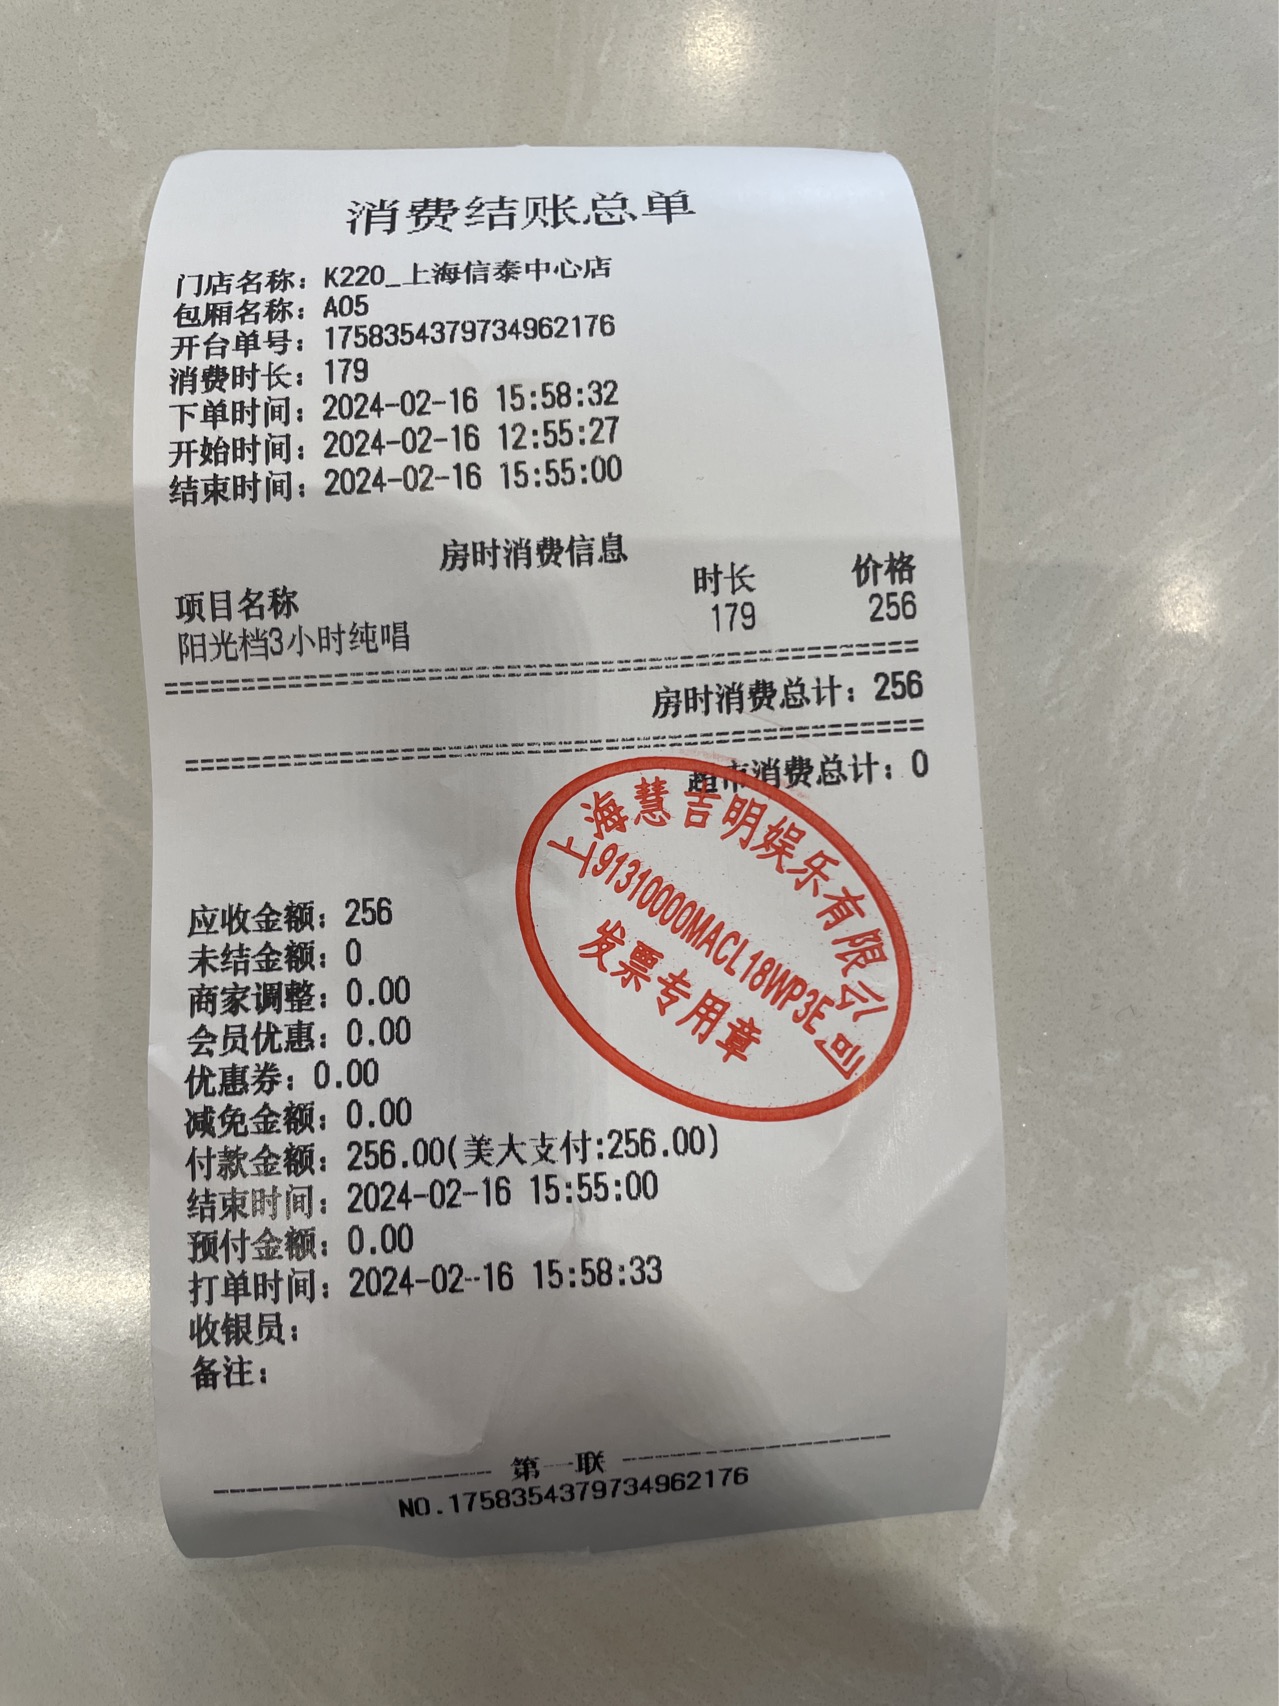 消费结账总单
门店名称：K220_上海信泰中心店
包厢名称：A05
开台单号：1758354379734962176
消费时长：179
下单时间：2024-02-16 15:58:32
开始时间：2024-02-16 12:55:27
结束时间：2024-02-16 15:55:00
房时消费信息
项目名称 时长 价格
阳光档3小时纯唱 179 256
房时消费总计：256
超市消费总计：0
上海慧吉明娱乐有限公司
91310000MACL18WP3E
发票专用章
应收金额：256
未结金额：0
商家调整：0.00
会员优惠：0.00
优惠券：0.00
减免金额：0.00
付款金额：256.00(美大支付:256.00)
结束时间：2024-02-16 15:55:00
预付金额：0.00
打单时间：2024-02-16 15:58:33
收银员：
备注：
第一联
NO.1758354379734962176